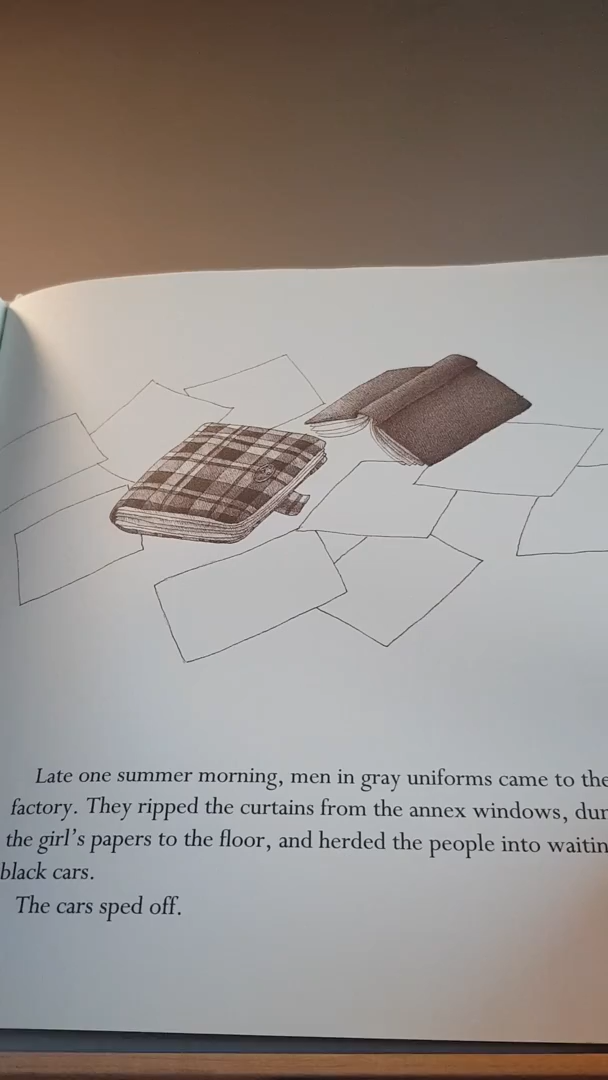 Late one summer morning, men in gray uniforms came to the
factory. They ripped the curtains from the annex windows,
the girl's papers to the floor, and herded the people into
black cars.
The cars sped off.